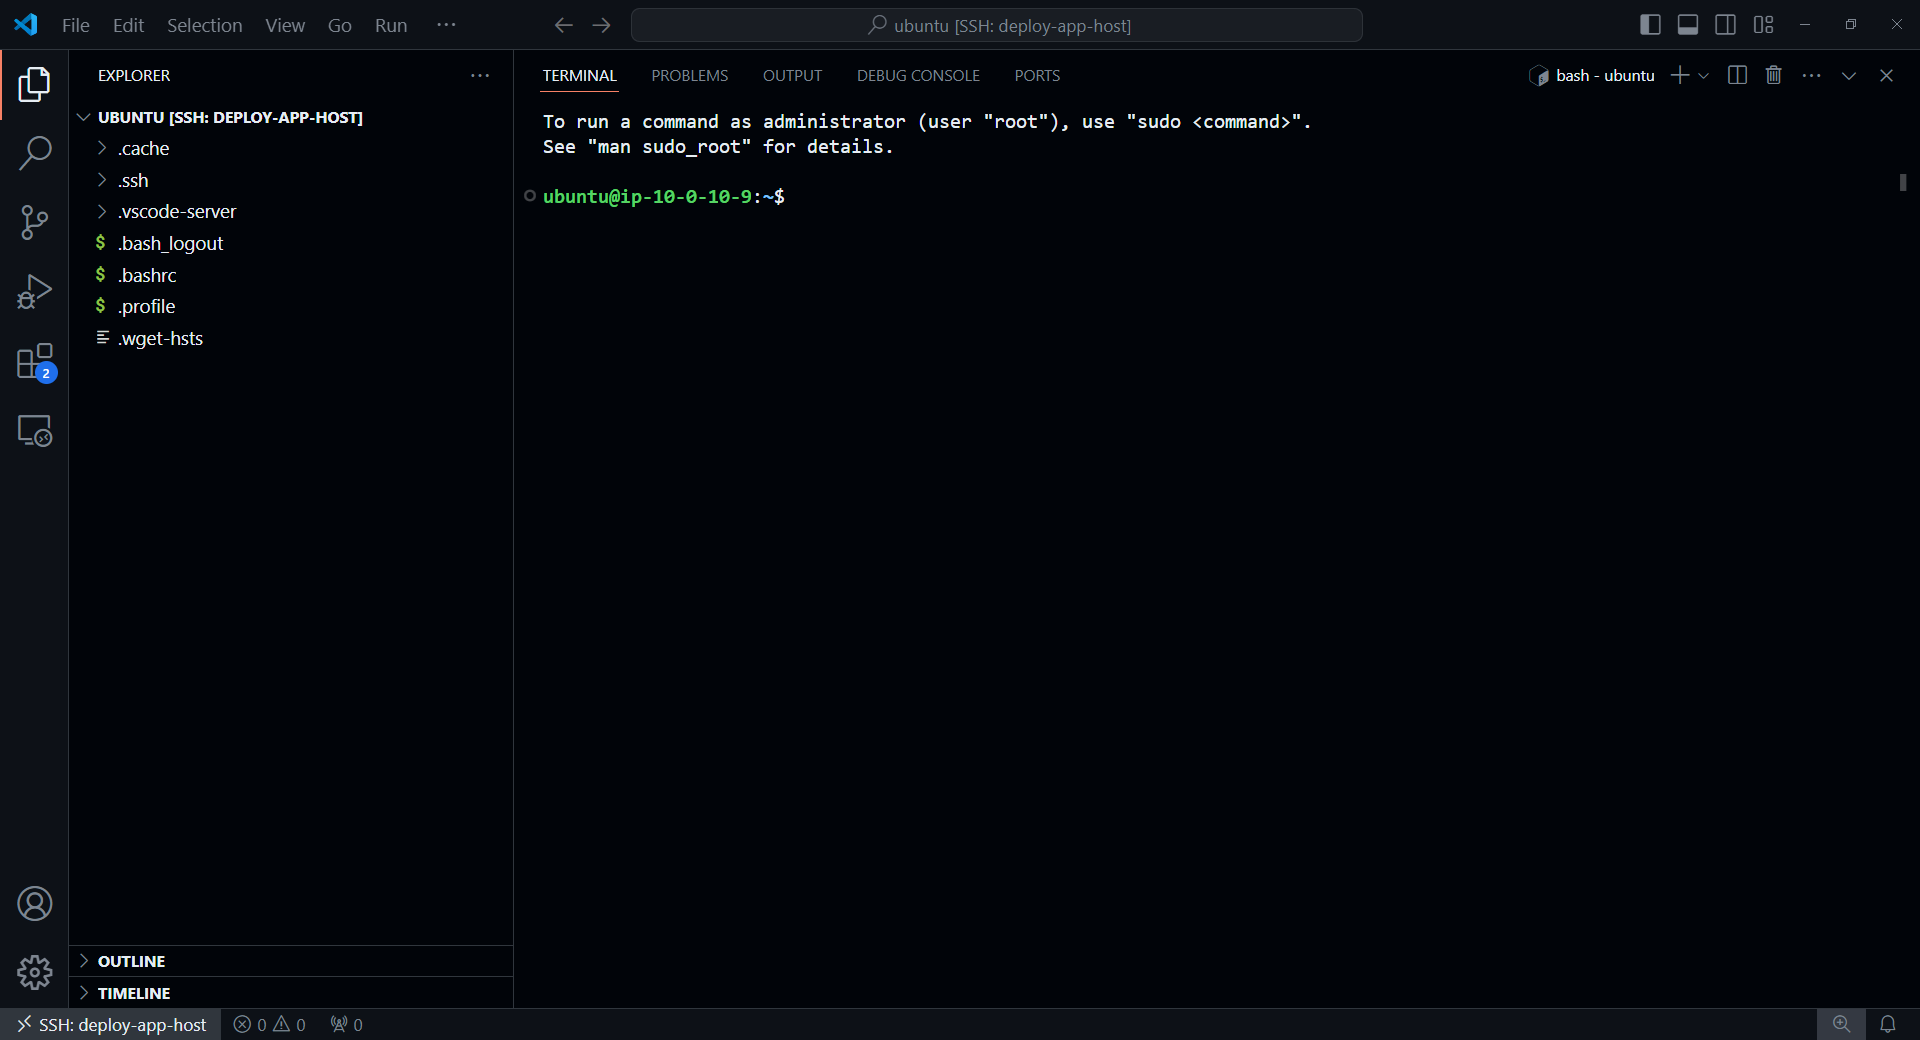 File Edit Selection View Go Run ···
ubuntu [SSH: deploy-app-host]
EXPLORER
UBUNTU [SSH: DEPLOY-APP-HOST]
.cache
.ssh
.vscode-server
$ .bash_logout
$ .bashrc
$ .profile
.wget-hsts
OUTLINE
TIMELINE
2
TERMINAL PROBLEMS OUTPUT DEBUG CONSOLE PORTS
bash - ubuntu
To run a command as administrator (user "root"), use "sudo <command>".
See "man sudo_root" for details.
ubuntu@ip-10-0-10-9:~$
SSH: deploy-app-host 0 0 0